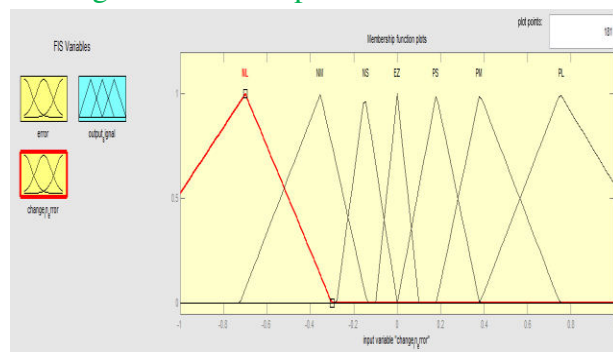 plot points:
181
FIS Variables
Membership function plots
NL NM NS EZ PS PM PL
error
output_signal
change_in_error
1
0.5
0
-1 -0.8 -0.6 -0.4 -0.2 0 0.2 0.4 0.6 0.8
input variable "change_in_error"